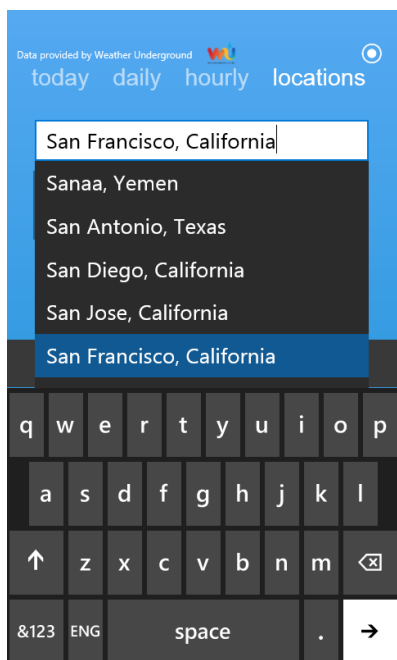 Data provided by Weather Underground
today daily hourly locations
San Francisco, California
Sanaa, Yemen
San Antonio, Texas
San Diego, California
San Jose, California
San Francisco, California
q w e r t y u i o p
a s d f g h j k l
z x c v b n m
&123 ENG space .